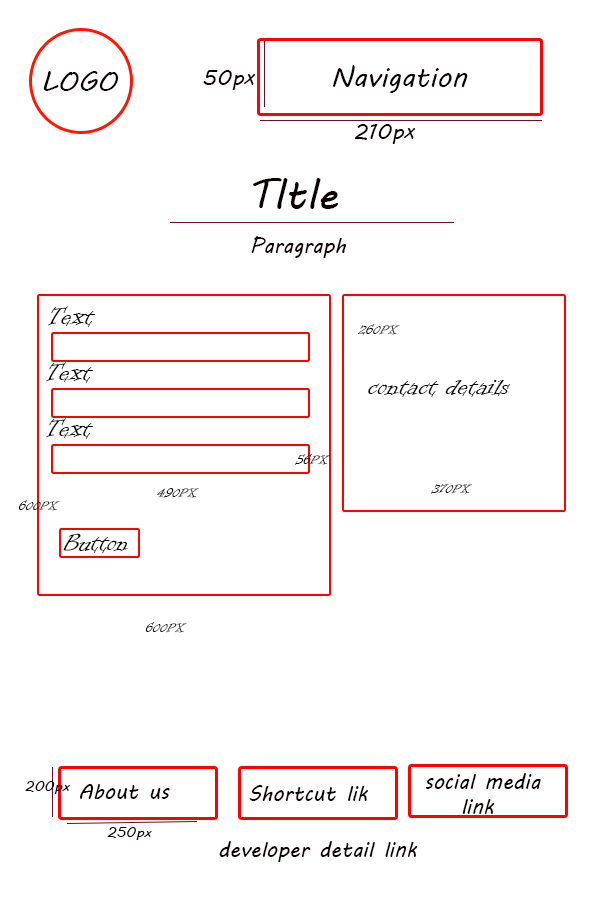 LOGO
50px
Navigation
210px
TItle
Paragraph
Text
260PX
Text
contact details
Text
56PX
490PX
370PX
600PX
Button
600PX
200px
About us
Shortcut lik
social media
link
250px
developer detail link